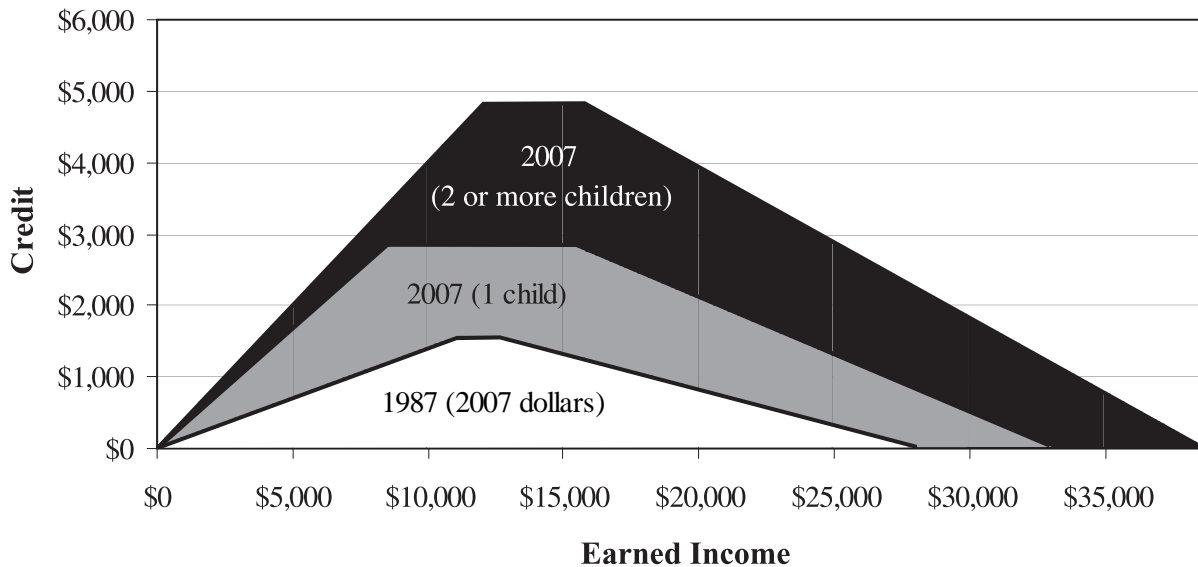 $6,000
$5,000
$4,000
$3,000
$2,000
$1,000
$0
Credit
2007
(2 or more children)
2007 (1 child)
1987 (2007 dollars)
$0 $5,000 $10,000 $15,000 $20,000 $25,000 $30,000 $35,000
Earned Income